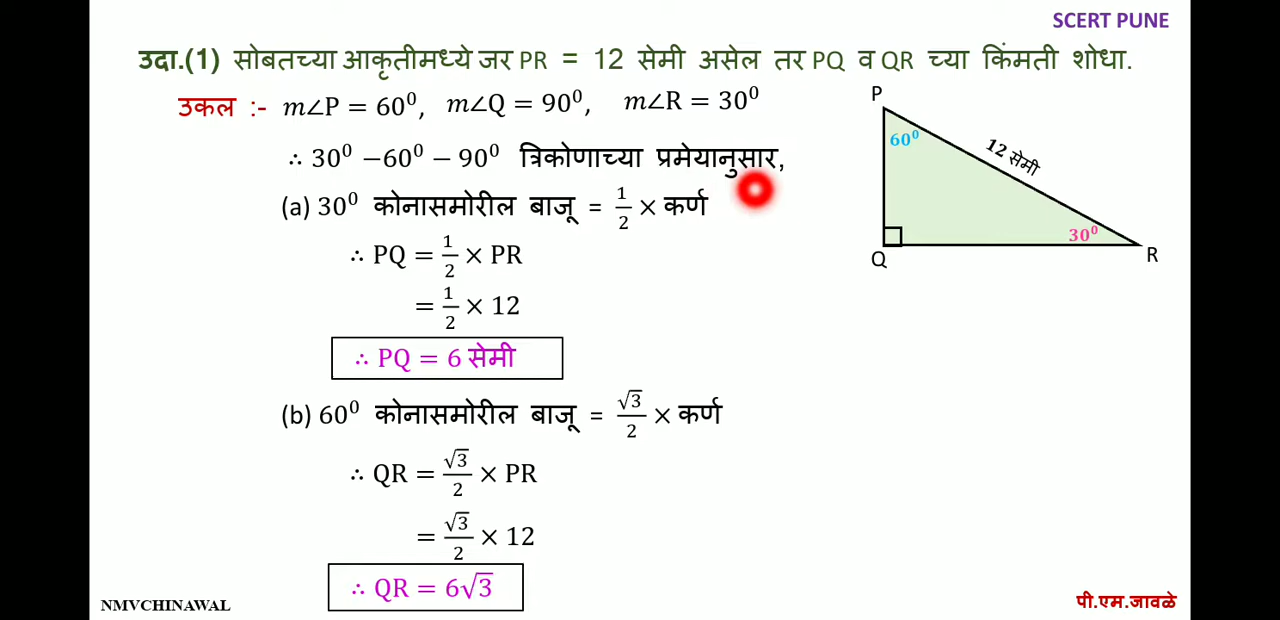 SCERT PUNE
उदा.(1) सोबतच्या आकृतीमध्ये जर PR = 12 सेमी असेल तर PQ व QR च्या किंमती शोधा.
उकल :- m∠P = 60⁰, m∠Q = 90⁰, m∠R = 30⁰
∴ 30⁰ −60⁰ − 90⁰ त्रिकोणाच्या प्रमेयानुसार,
(a) 30⁰ कोनासमोरील बाजू = 1/2 × कर्ण
∴ PQ = 1/2 × PR
= 1/2 × 12
∴ PQ = 6 सेमी
(b) 60⁰ कोनासमोरील बाजू = √3/2 × कर्ण
∴ QR = √3/2 × PR
= √3/2 × 12
∴ QR = 6√3
P
60⁰
12 सेमी
30⁰
Q
R
NMVCHINAWAL
पी.एम.जावळे